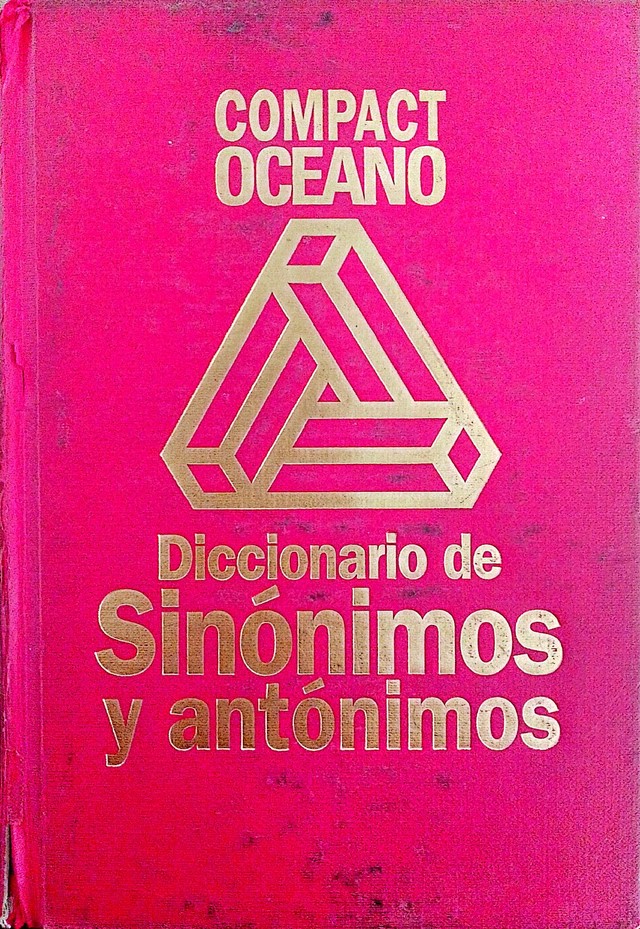 COMPACT
OCEANO
Diccionario de
Sinónimos
y antónimos